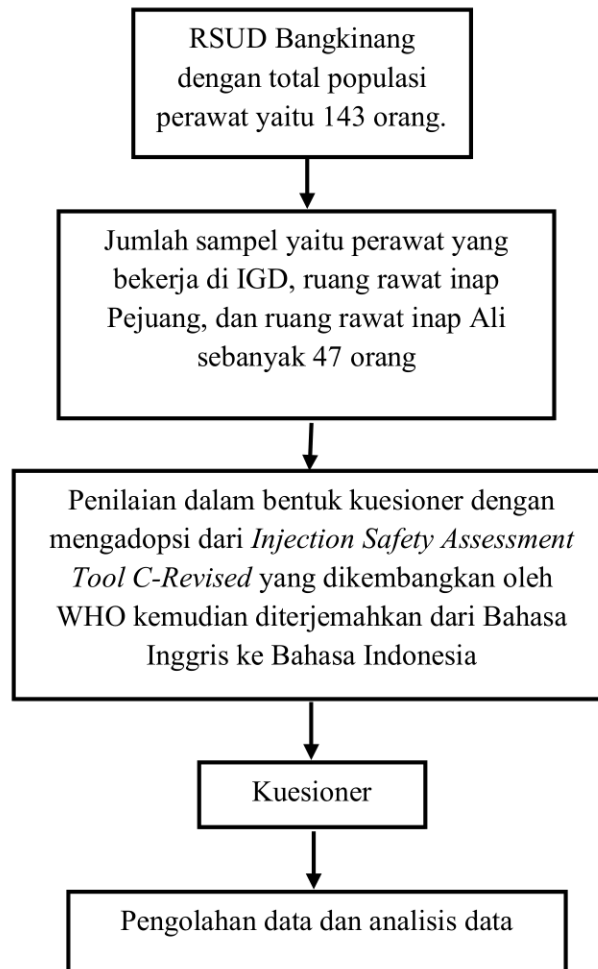 RSUD Bangkinang
dengan total populasi
perawat yaitu 143 orang.
Jumlah sampel yaitu perawat yang
bekerja di IGD, ruang rawat inap
Pejuang, dan ruang rawat inap Ali
sebanyak 47 orang
Penilaian dalam bentuk kuesioner dengan
mengadopsi dari Injection Safety Assessment
Tool C-Revised yang dikembangkan oleh
WHO kemudian diterjemahkan dari Bahasa
Inggris ke Bahasa Indonesia
Kuesioner
Pengolahan data dan analisis data